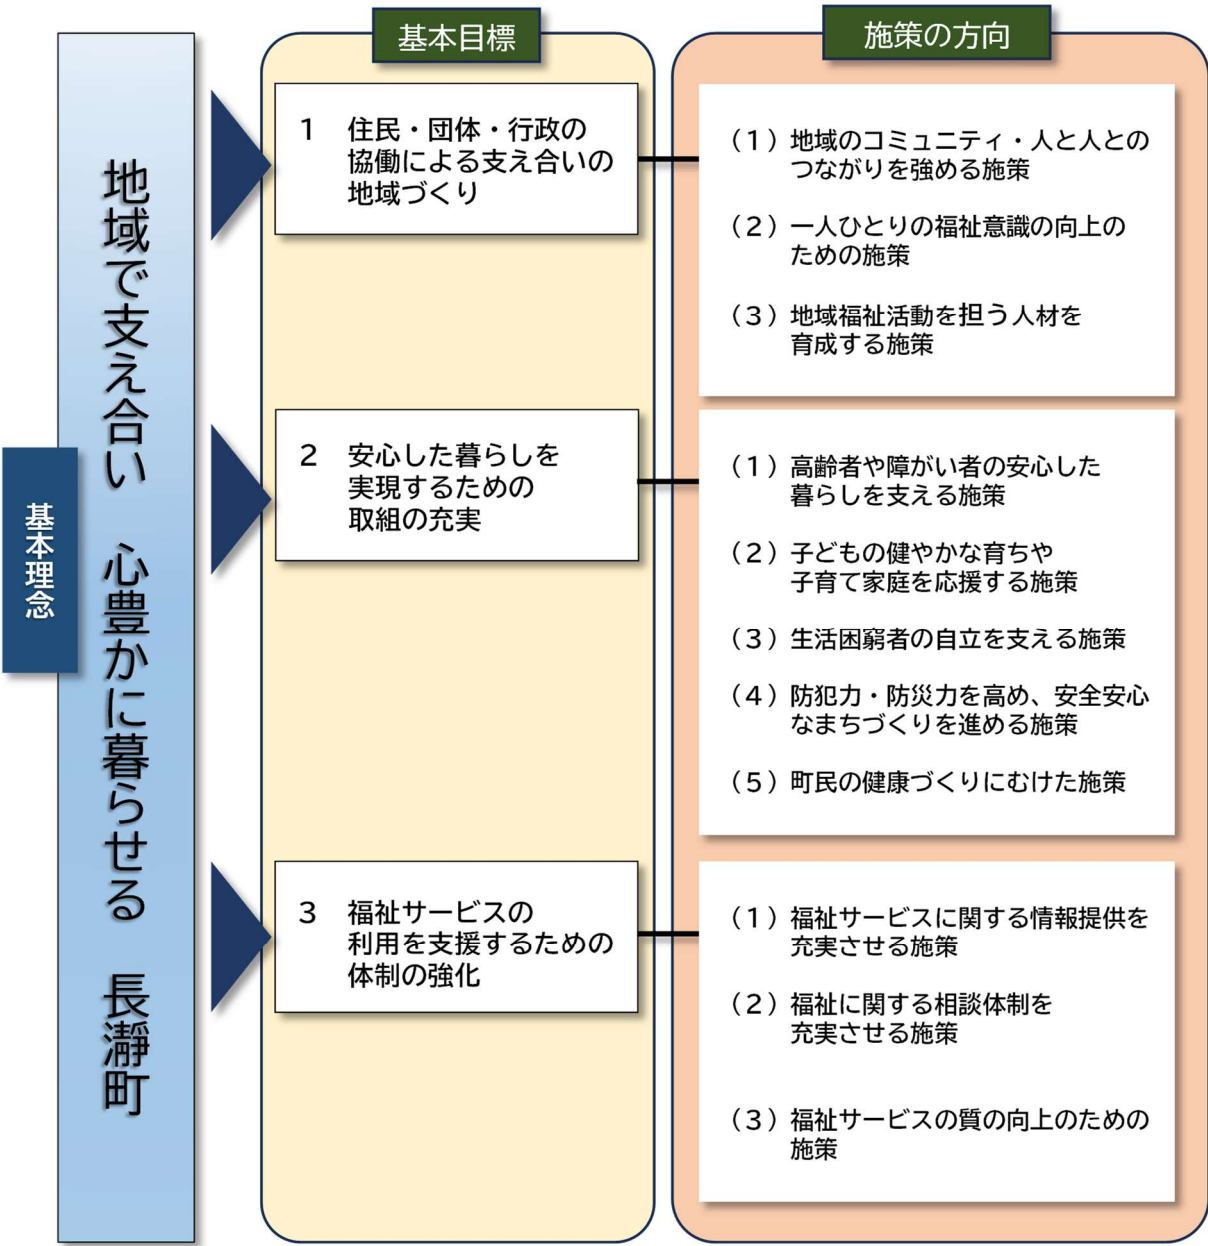 基本理念
地域で支え合い　心豊かに暮らせる　長瀞町
基本目標
1　住民・団体・行政の
協働による支え合いの
地域づくり
2　安心した暮らしを
実現するための
取組の充実
3　福祉サービスの
利用を支援するための
体制の強化
施策の方向
（1）地域のコミュニティ・人と人との
つながりを強める施策
（2）一人ひとりの福祉意識の向上の
ための施策
（3）地域福祉活動を担う人材を
育成する施策
（1）高齢者や障がい者の安心した
暮らしを支える施策
（2）子どもの健やかな育ちや
子育て家庭を応援する施策
（3）生活困窮者の自立を支える施策
（4）防犯力・防災力を高め、安全安心
なまちづくりを進める施策
（5）町民の健康づくりにむけた施策
（1）福祉サービスに関する情報提供を
充実させる施策
（2）福祉に関する相談体制を
充実させる施策
（3）福祉サービスの質の向上のための
施策